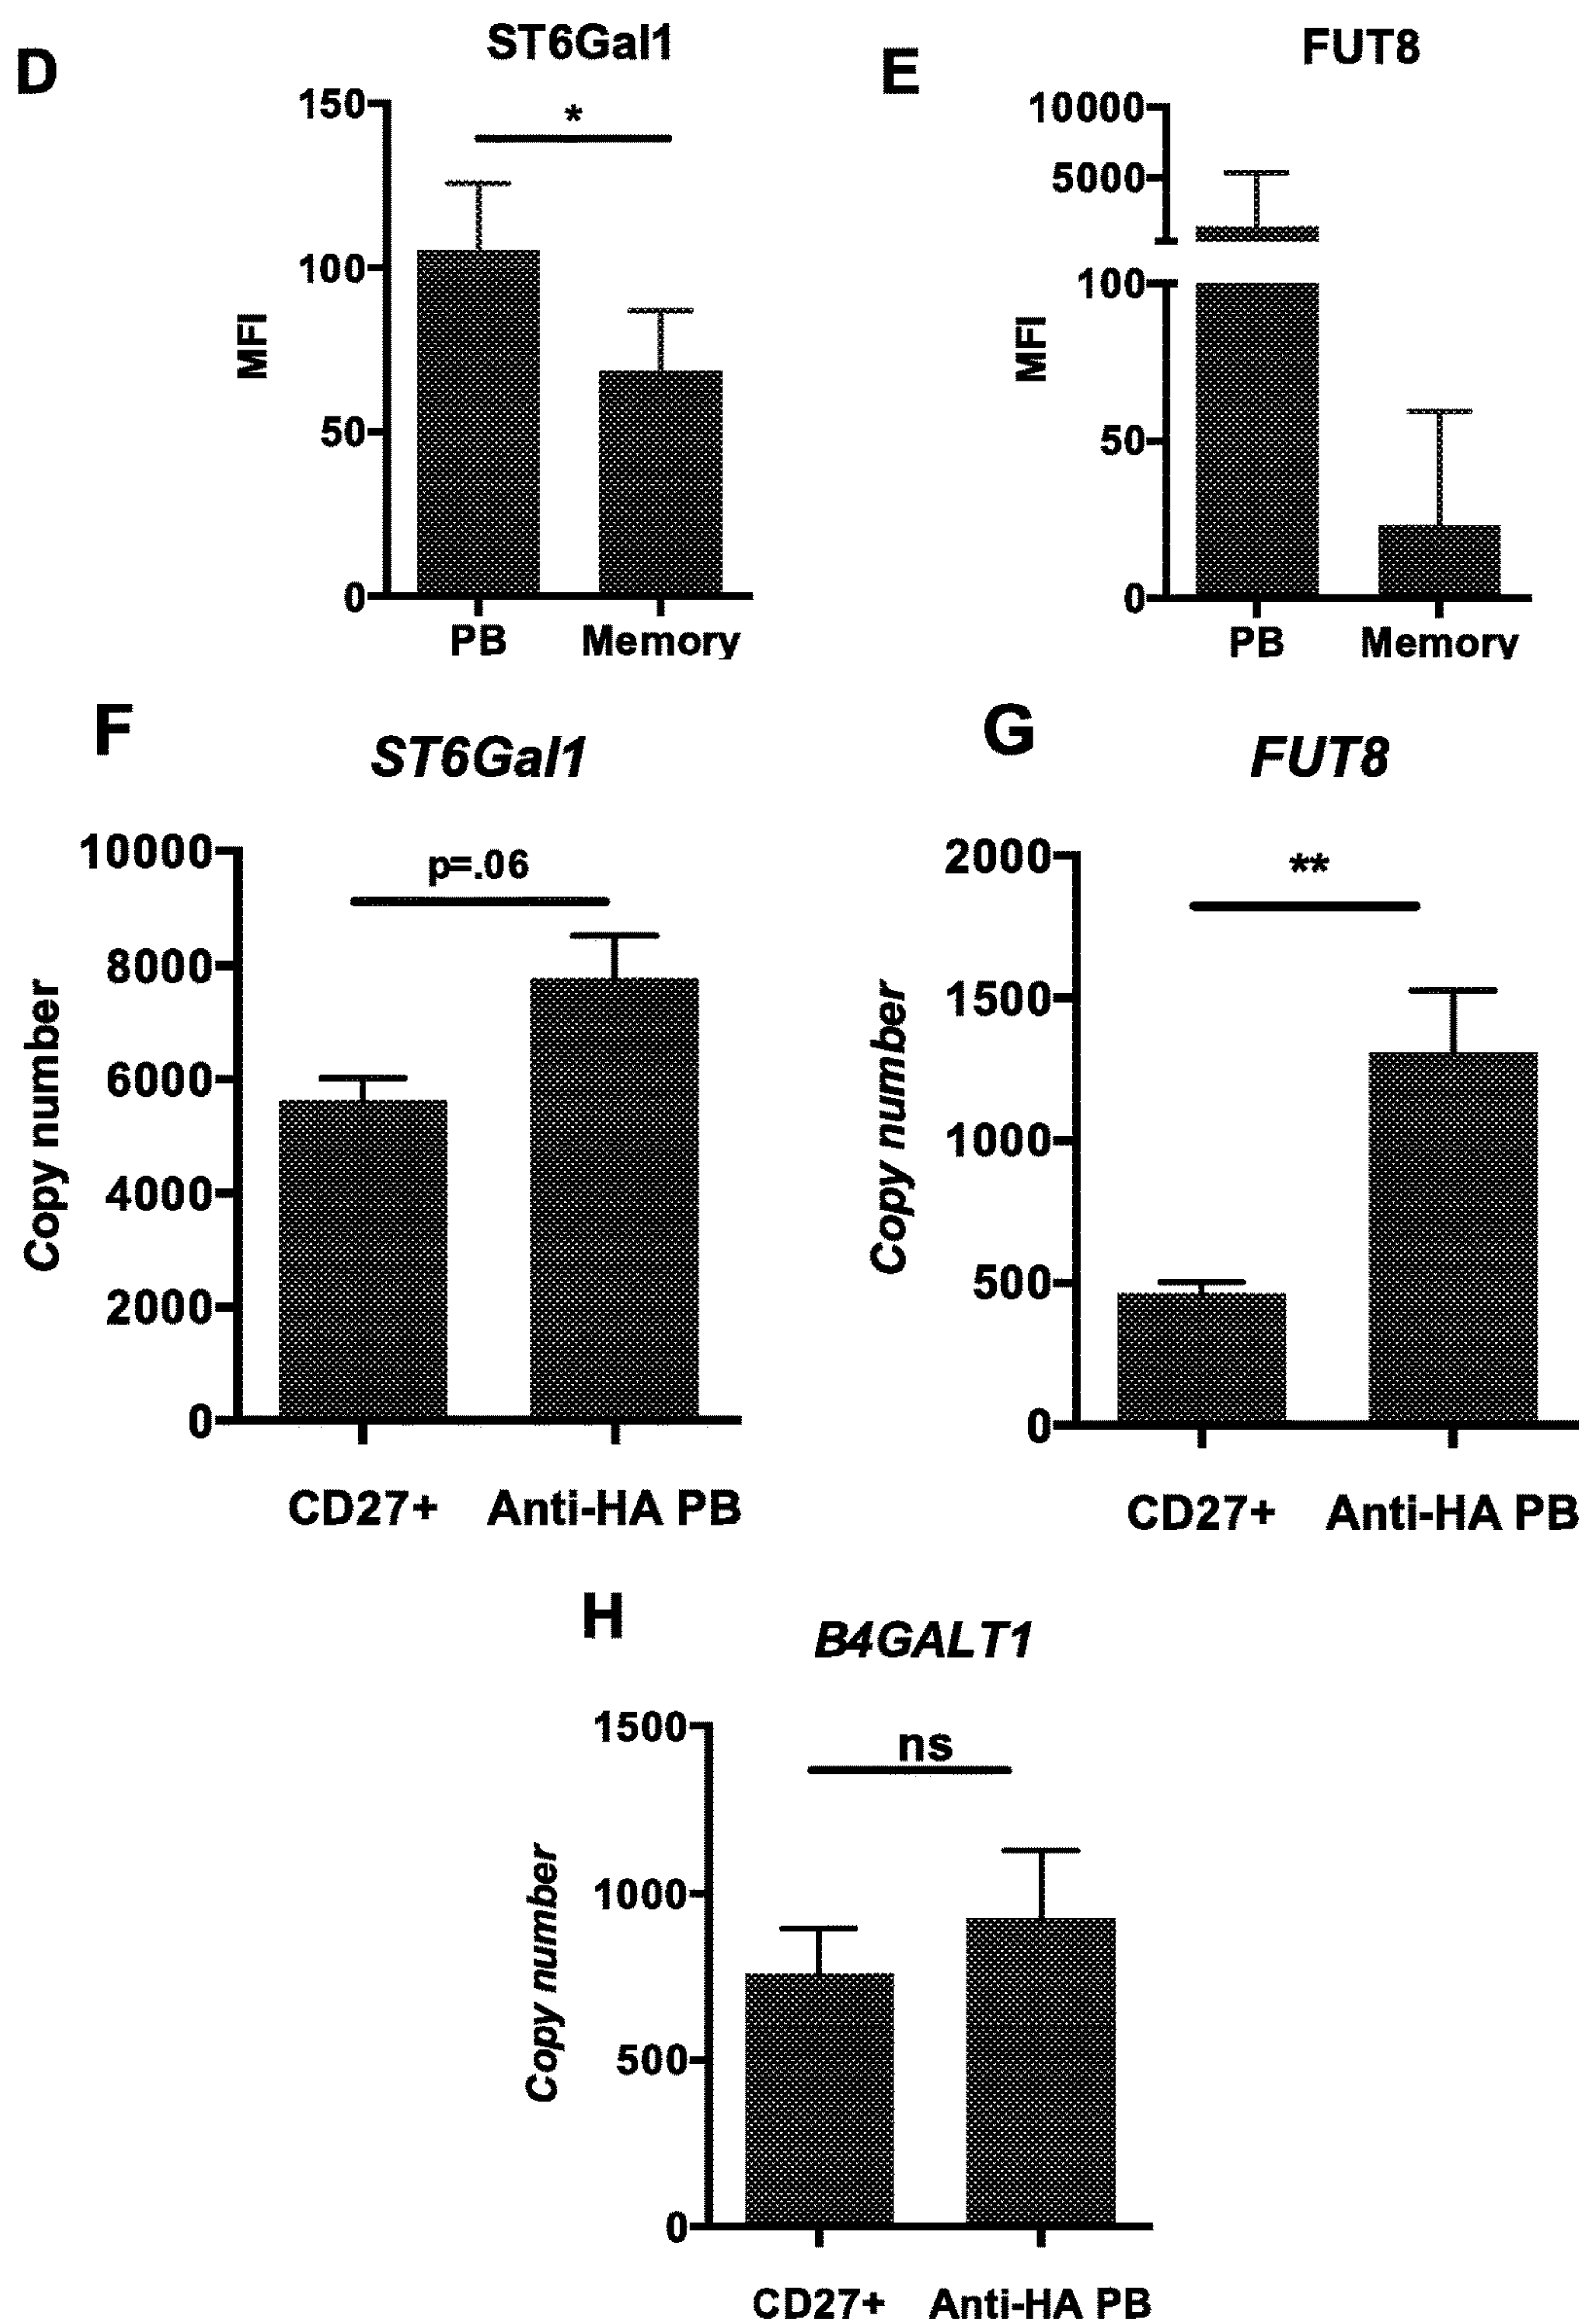 D
ST6Gal1
150
100
50
0
MFI
*
PB
Memory
E
FUT8
10000
5000
100
50
0
MFI
PB
Memory
F
ST6Gal1
10000
8000
6000
4000
2000
0
Copy number
p=.06
CD27+
Anti-HA PB
G
FUT8
2000
1500
1000
500
0
Copy number
**
CD27+
Anti-HA PB
H
B4GALT1
1500
1000
500
0
Copy number
ns
CD27+
Anti-HA PB